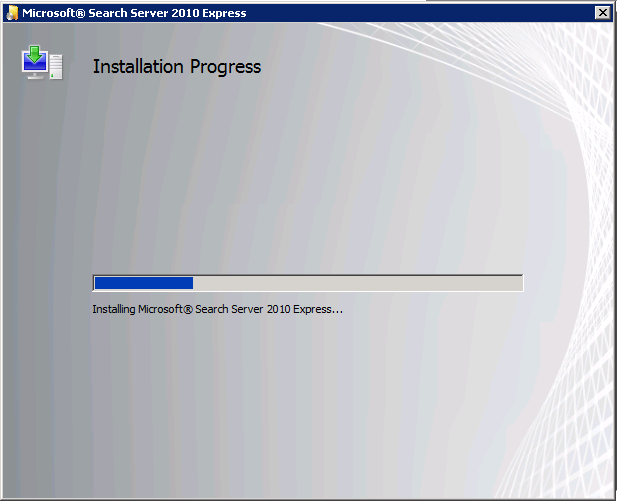 Microsoft® Search Server 2010 Express
Installation Progress
Installing Microsoft® Search Server 2010 Express...